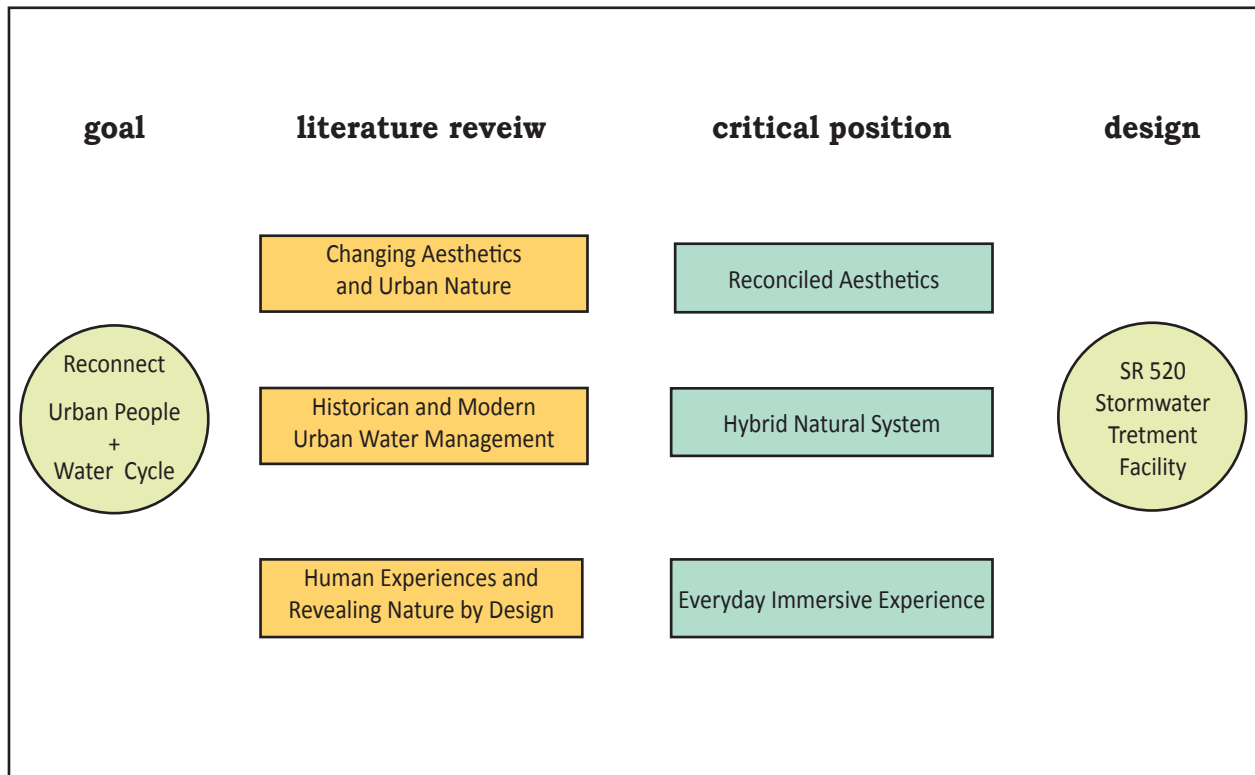 goal
literature reveiw
critical position
design
Changing Aesthetics
and Urban Nature
Reconciled Aesthetics
Reconnect
Urban People
+
Water Cycle
Historican and Modern
Urban Water Management
Hybrid Natural System
SR 520
Stormwater
Tretment
Facility
Human Experiences and
Revealing Nature by Design
Everyday Immersive Experience